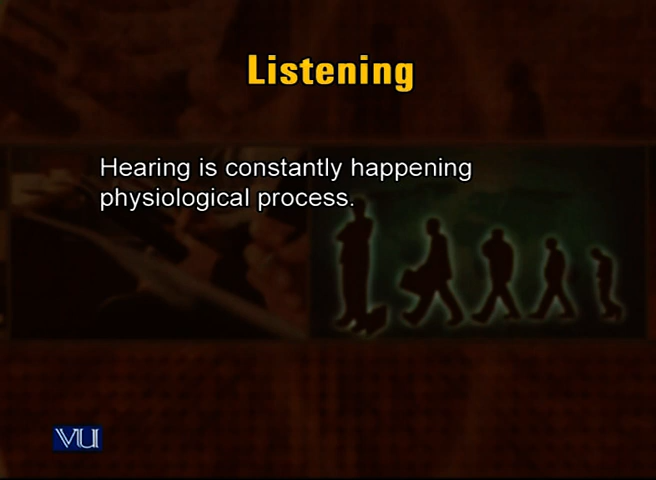 Listening
Hearing is constantly happening
physiological process.
VU